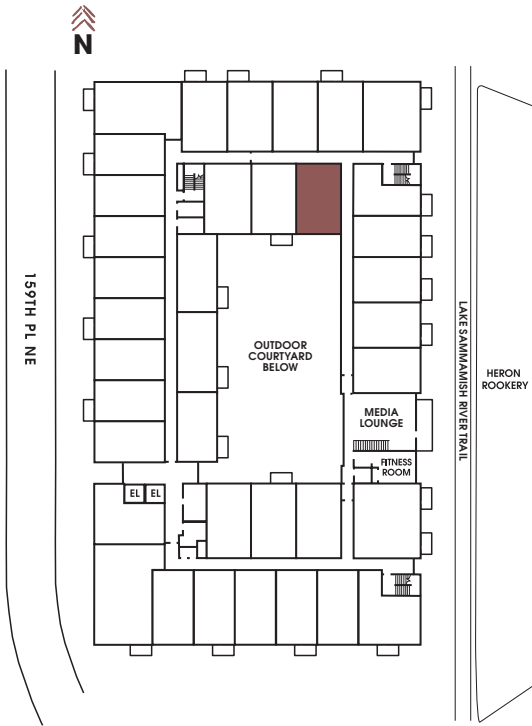 N
159TH PL NE
OUTDOOR
COURTYARD
BELOW
LAKE SAMMAMISH RIVER TRAIL
HERON
ROOKERY
MEDIA
LOUNGE
FITNESS
ROOM
EL EL